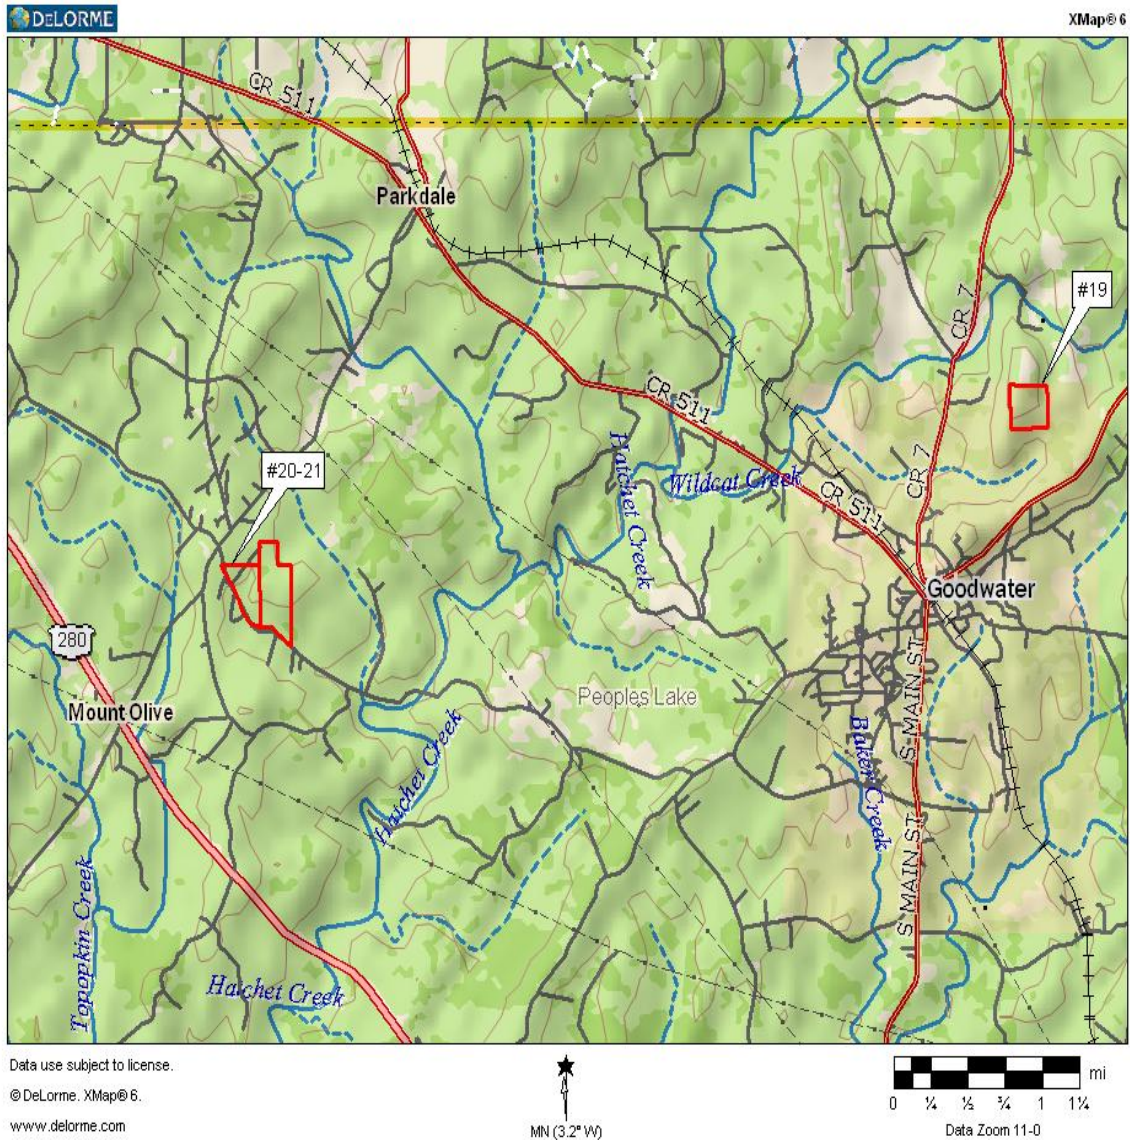 DELORME
XMap® 6
CR 511
Parkdale
#19
CR 7
CR 511
Hatchet Creek
Wildcat Creek
CR 7
#20-21
CR 511
Goodwater
280
Mount Olive
Peoples Lake
S MAIN ST
Hatchet Creek
Baker Creek
S MAIN ST
Topopkin Creek
Hatchet Creek
Data use subject to license.
© DeLorme. XMap® 6.
www.delorme.com
MN (3.2° W)
mi
0 ¼ ½ ¾ 1 1¼
Data Zoom 11-0